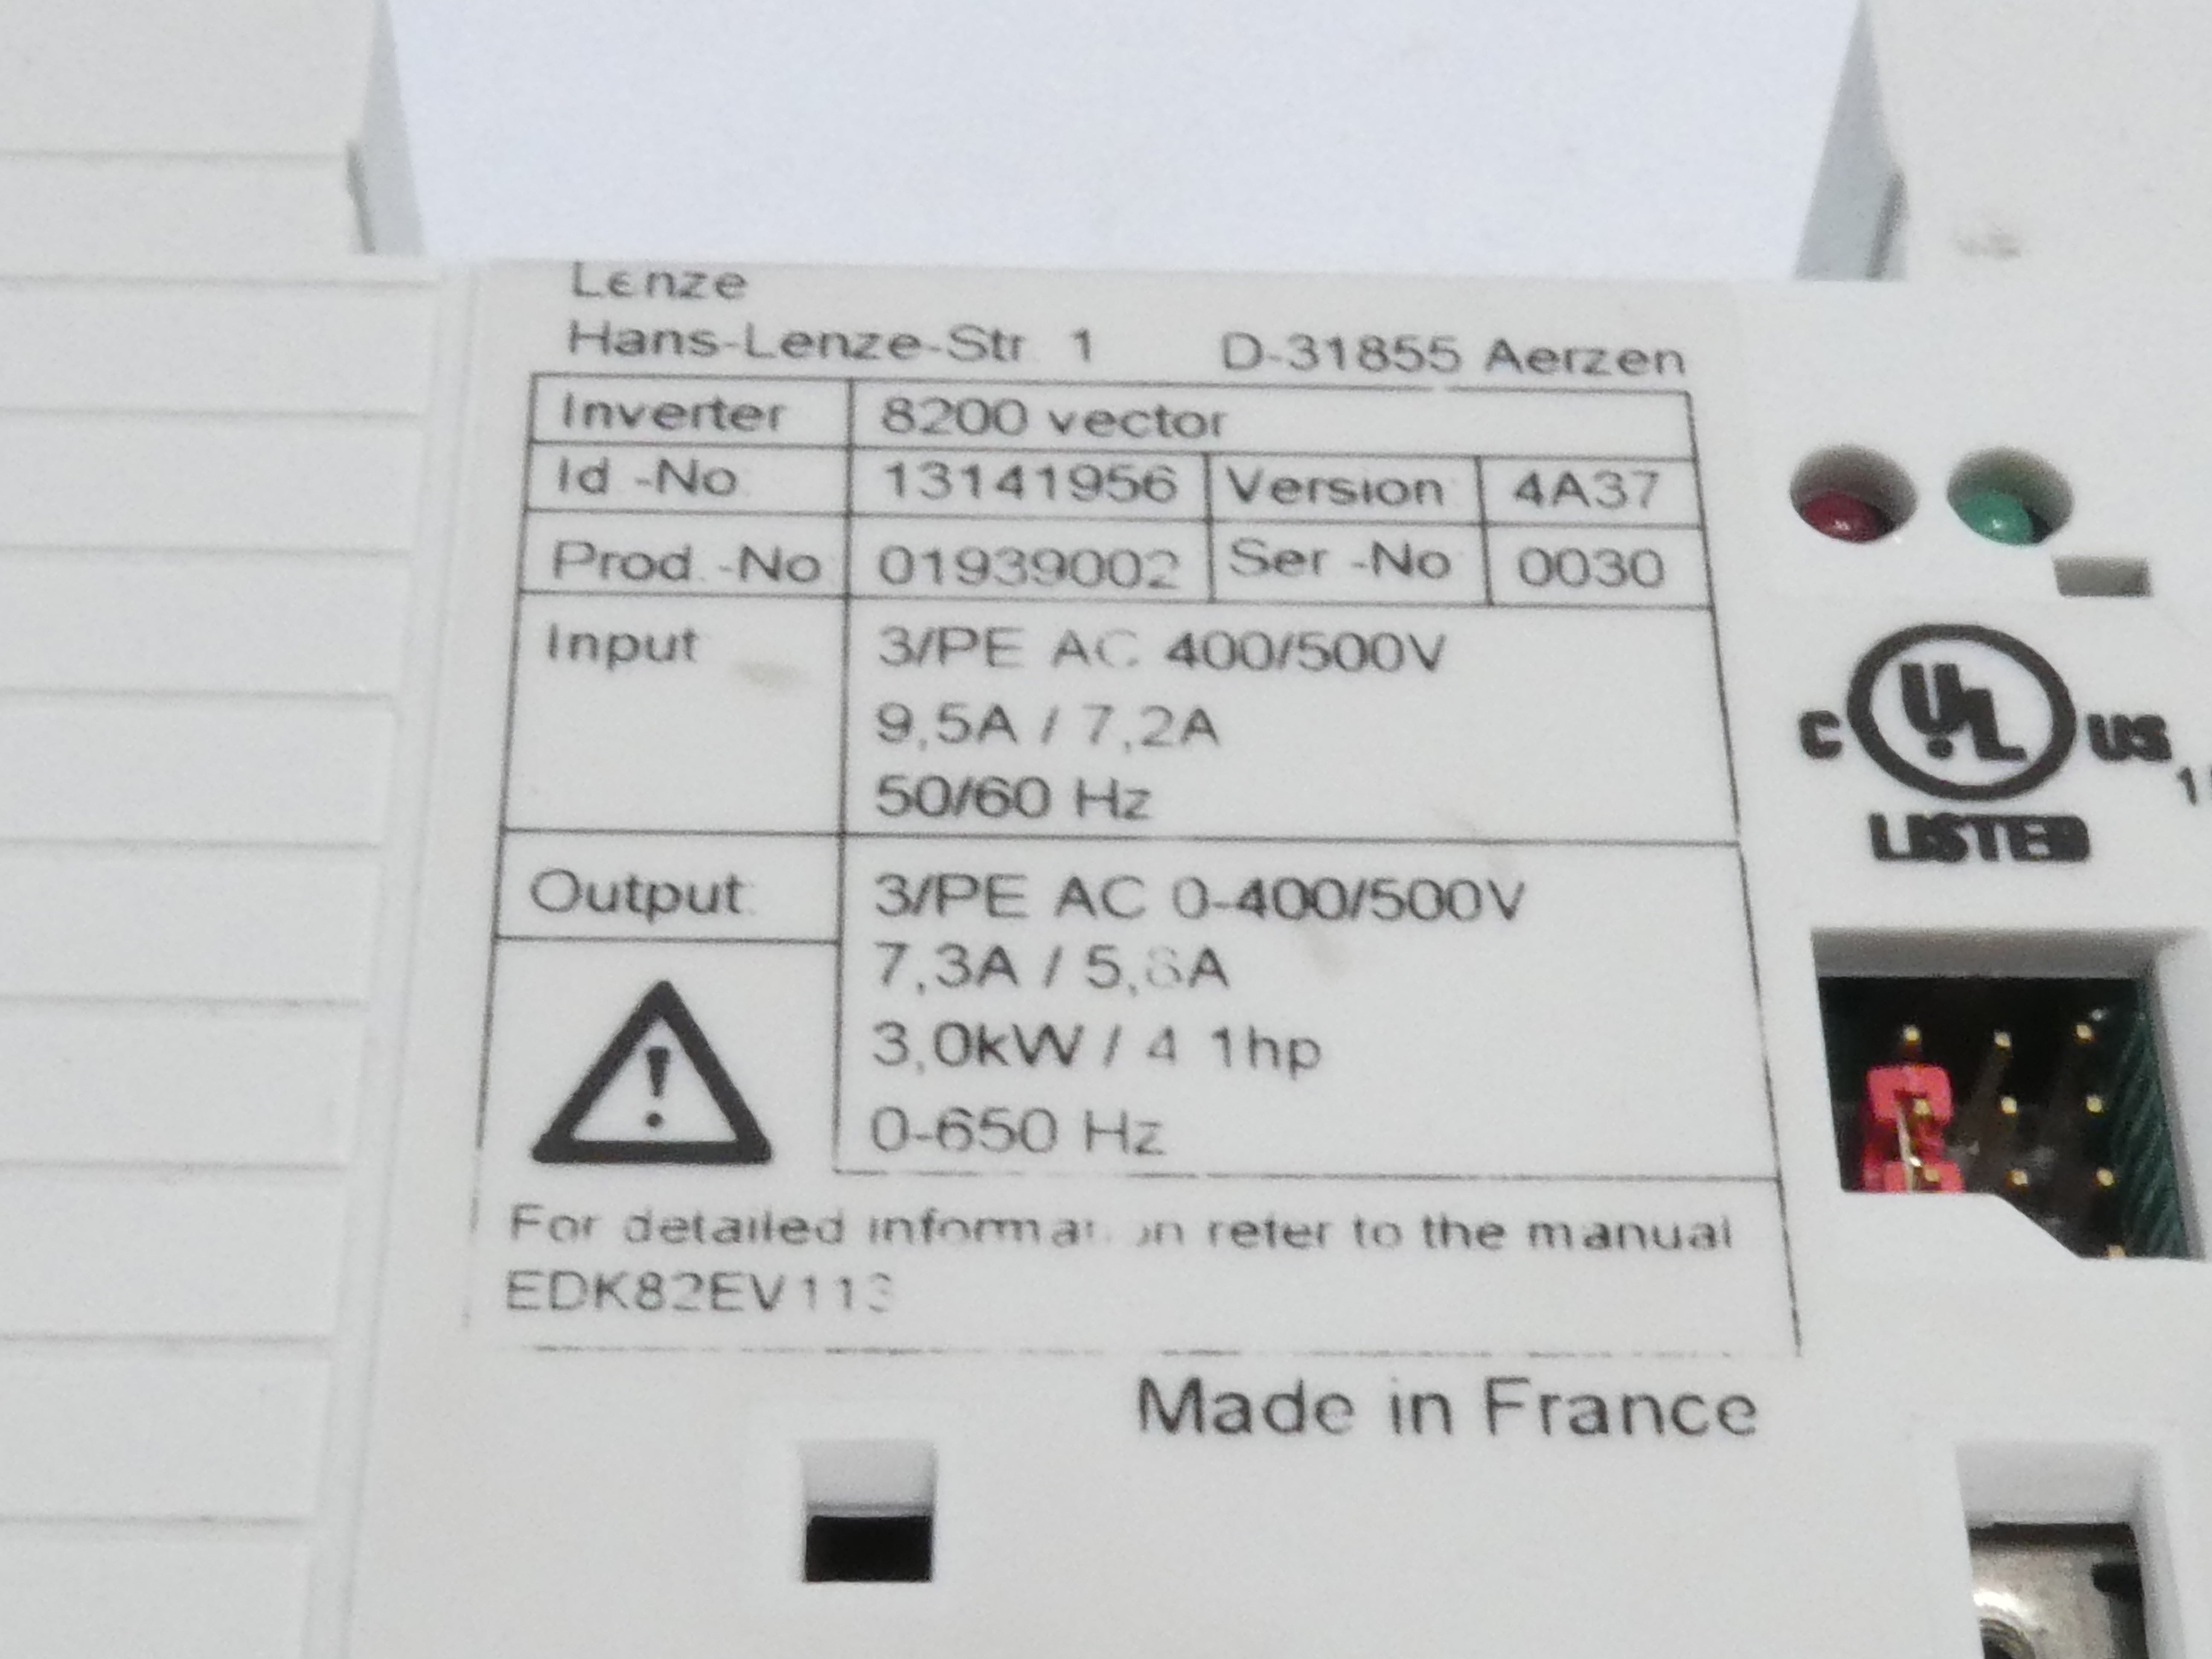 Lenze
Hans-Lenze-Str 1 D-31855 Aerzen
Inverter 8200 vector
Id -No. 13141956 Version 4A37
Prod.-No 01939002 Ser -No 0030
Input 3/PE AC 400/500V
9,5A / 7,2A
50/60 Hz
Output 3/PE AC 0-400/500V
7,3A /
3,0kW / 4 1hp
0-650 Hz
For detailed information refer to the manual
EDK82EV113
Made in France
C UL US
LISTED